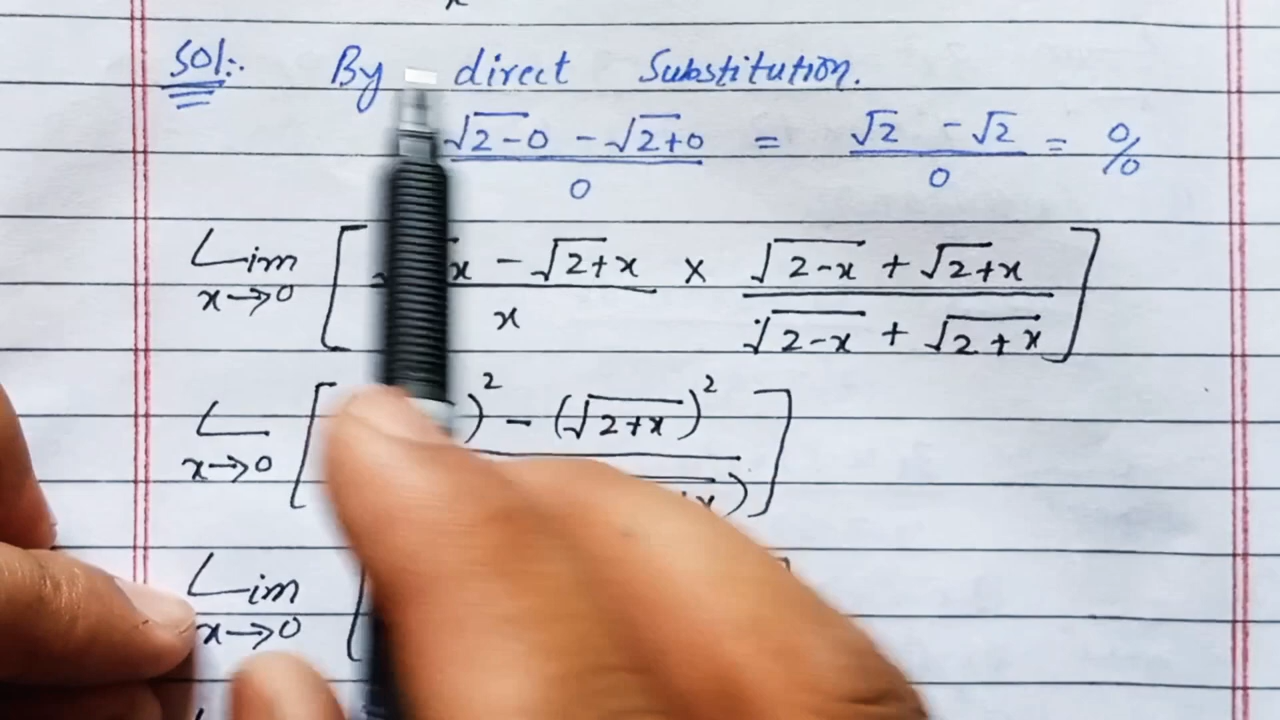 x
Sol:.
By direct Substitution.
√2-0 - √2+0 / 0 = √2 - √2 / 0 = 0/0
Lim x→0 [ x - √2+x / x × √2-x + √2+x / √2-x + √2+x ]
L x→0 [ )² - (√2+x)² / +x) ]
Lim x→0 [